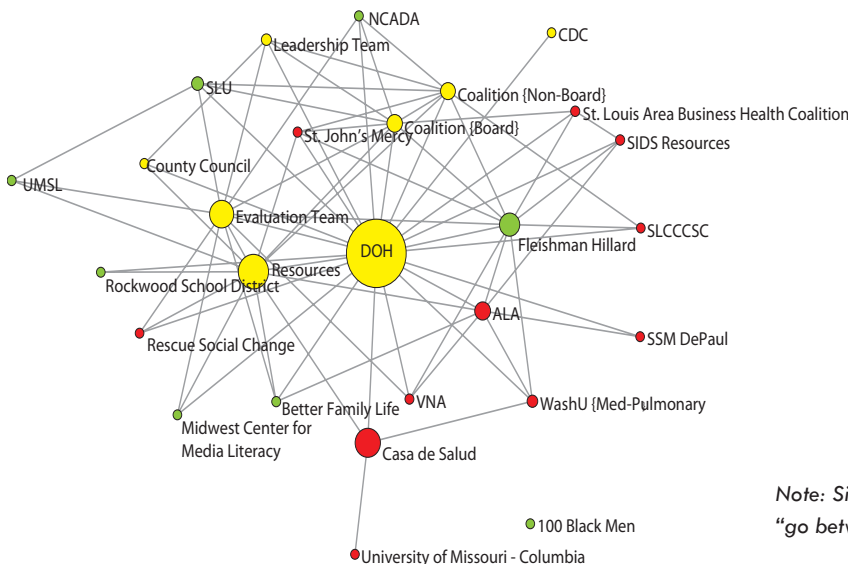 NCADA
CDC
Leadership Team
SLU
Coalition {Non-Board}
St. Louis Area Business Health Coalition
Coalition {Board}
St. John's Mercy
SIDS Resources
County Council
UMSL
Evaluation Team
SLCCCSC
Fleishman Hillard
DOH
Resources
Rockwood School District
ALA
Rescue Social Change
SSM DePaul
Better Family Life
VNA
WashU {Med-Pulmonary
Midwest Center for
Media Literacy
Casa de Salud
Note:
"go
100 Black Men
University of Missouri - Columbia